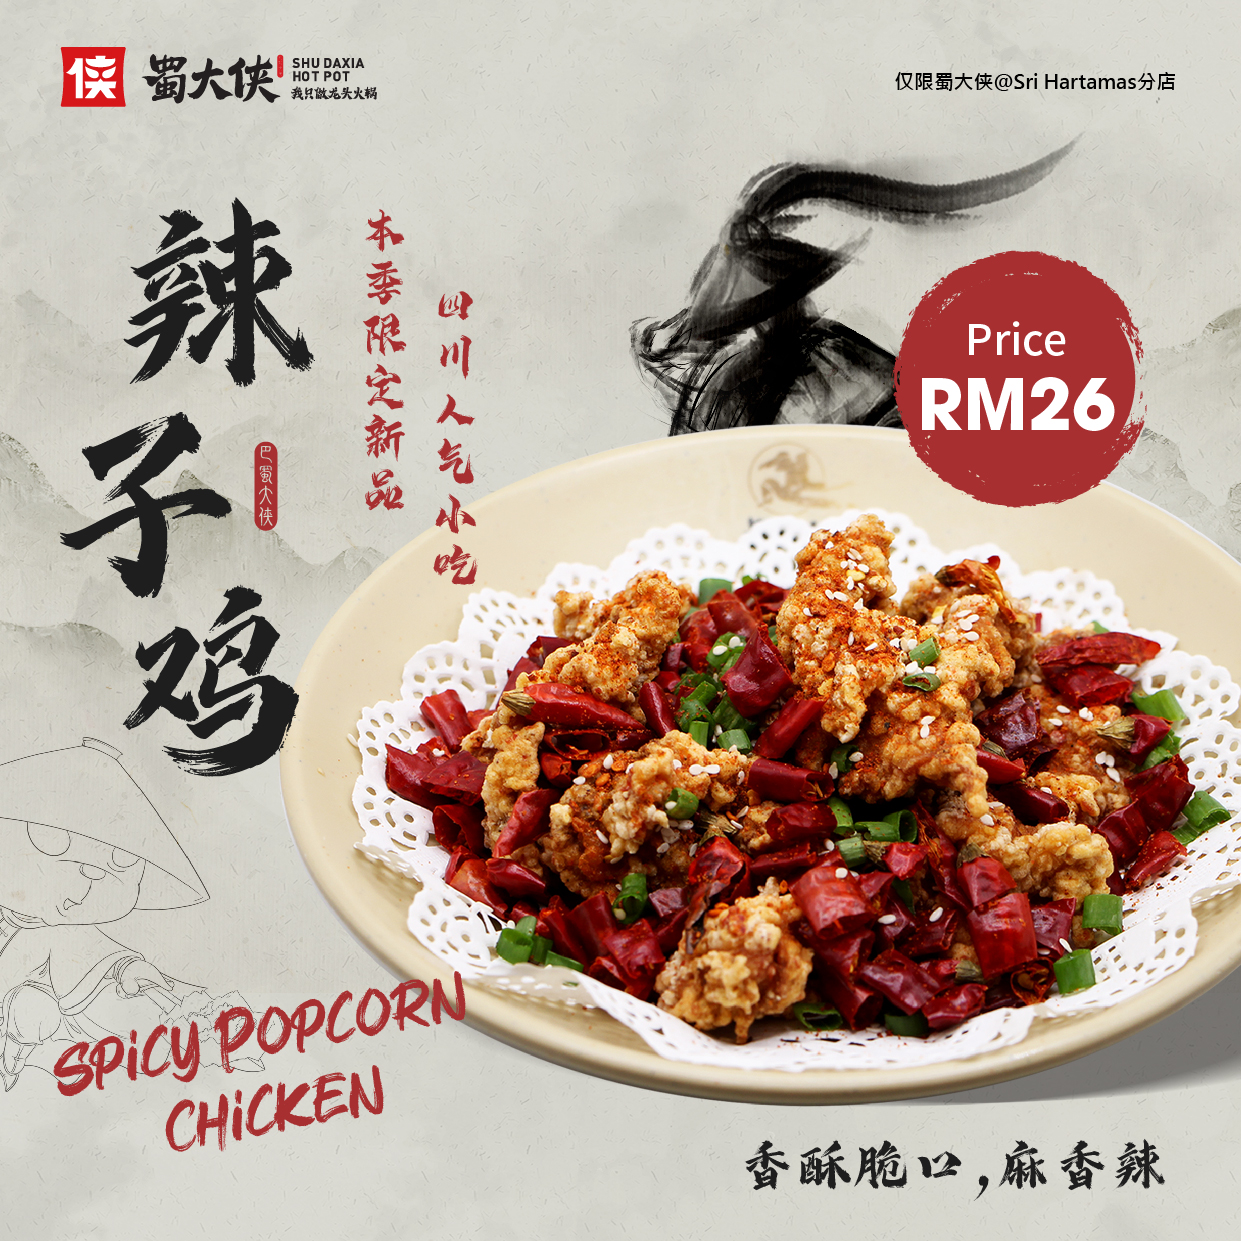 侠
蜀大侠
SHU DAXIA
HOT POT
我只做龙头火锅
仅限蜀大侠@Sri Hartamas分店
辣子鸡
巴蜀大侠
本季限定新品
四川人气小吃
Price
RM26
SPiCY POPCORN
CHiCKEN
香酥脆口,麻香辣